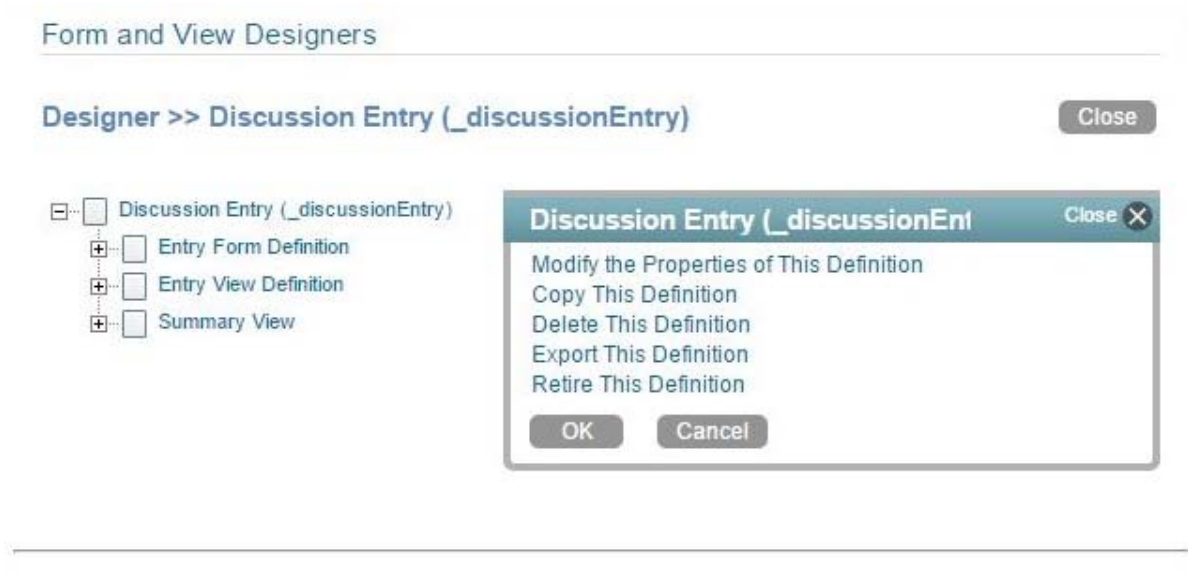 Form and View Designers
Designer >> Discussion Entry (_discussionEntry)
Close
Discussion Entry (_discussionEntry)
Entry Form Definition
Entry View Definition
Summary View
Discussion Entry (_discussionEnt
Close
Modify the Properties of This Definition
Copy This Definition
Delete This Definition
Export This Definition
Retire This Definition
OK
Cancel